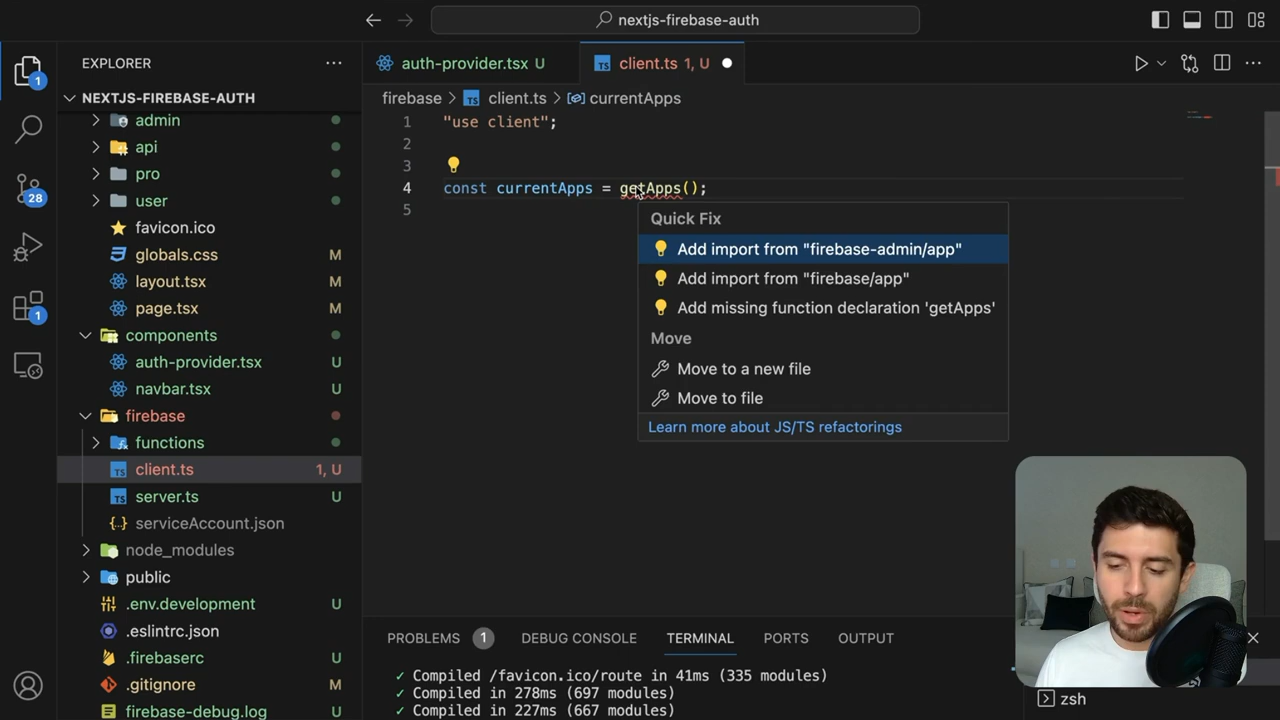 nextjs-firebase-auth
EXPLORER
NEXTJS-FIREBASE-AUTH
admin
api
pro
user
favicon.ico
globals.css M
layout.tsx M
page.tsx M
components
auth-provider.tsx U
navbar.tsx U
firebase
functions
client.ts 1, U
server.ts U
serviceAccount.json
node_modules
public
.env.development U
.eslintrc.json
.firebaserc U
.gitignore M
firebase-debug.log U
1
28
1
auth-provider.tsx U
client.ts 1, U
firebase > client.ts > currentApps
1 "use client";
2
3
4 const currentApps = getApps();
5
Quick Fix
Add import from "firebase-admin/app"
Add import from "firebase/app"
Add missing function declaration 'getApps'
Move
Move to a new file
Move to file
Learn more about JS/TS refactorings
PROBLEMS 1 DEBUG CONSOLE TERMINAL PORTS OUTPUT
✓ Compiled /favicon.ico/route in 41ms (335 modules)
✓ Compiled in 278ms (697 modules)
✓ Compiled in 227ms (667 modules)
zsh